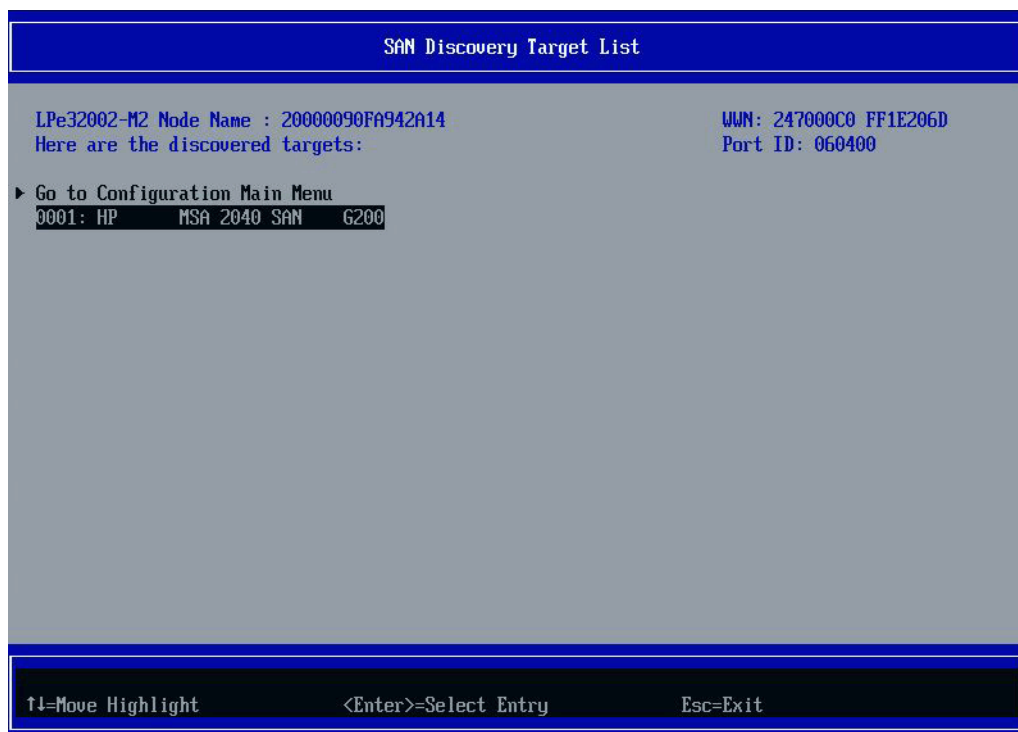 SAN Discovery Target List
LPe32002-M2 Node Name : 20000090FA942A14 WWN: 247000C0 FF1E206D
Here are the discovered targets: Port ID: 060400
Go to Configuration Main Menu
0001: HP MSA 2040 SAN G200
↑↓=Move Highlight <Enter>=Select Entry Esc=Exit